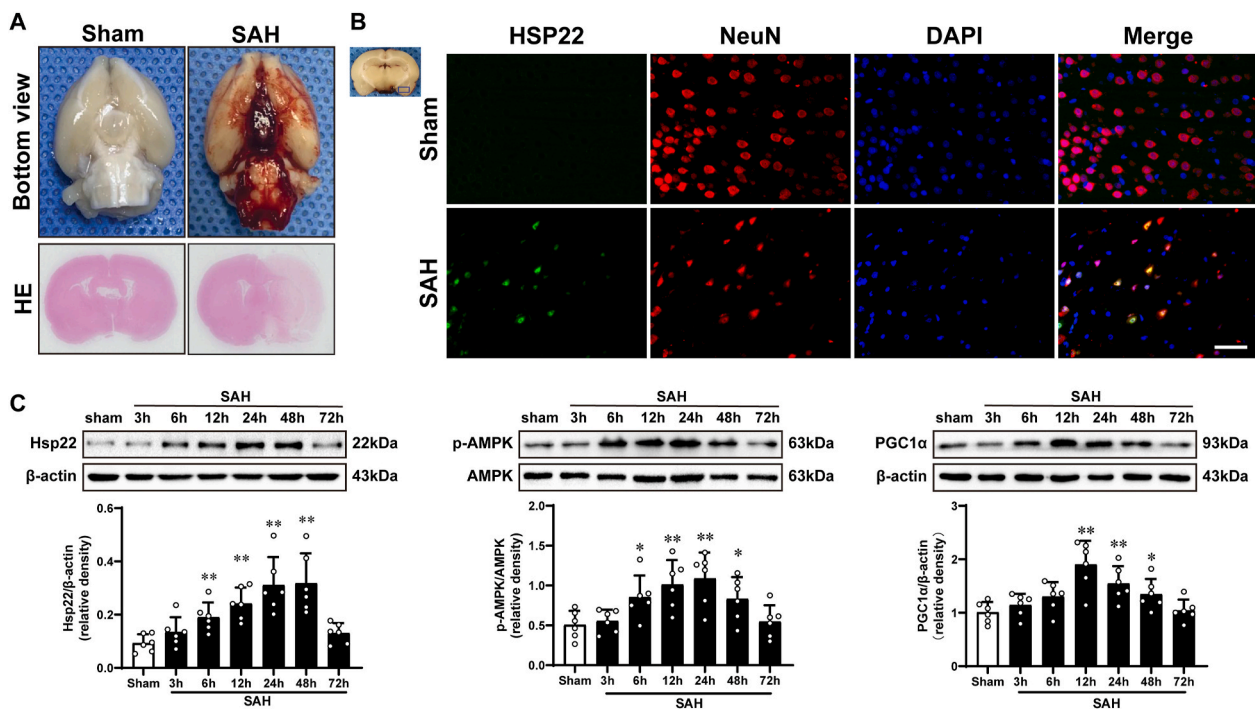 A
Sham
SAH
Bottom view
HE
B
HSP22
NeuN
DAPI
Merge
Sham
SAH
C
SAH
sham 3h 6h 12h 24h 48h 72h
Hsp22 22kDa
β-actin 43kDa
Hsp22/β-actin
(relative density)
0.6
0.4
0.2
0.0
** ** ** **
Sham 3h 6h 12h 24h 48h 72h
SAH
SAH
sham 3h 6h 12h 24h 48h 72h
p-AMPK 63kDa
AMPK 63kDa
p-AMPK/AMPK
(relative density)
2.0
1.5
1.0
0.5
0.0
* ** ** *
Sham 3h 6h 12h 24h 48h 72h
SAH
SAH
sham 3h 6h 12h 24h 48h 72h
PGC1α 93kDa
β-actin 43kDa
PGC1α/β-actin
(relative density)
3
2
1
0
** ** *
Sham 3h 6h 12h 24h 48h 72h
SAH